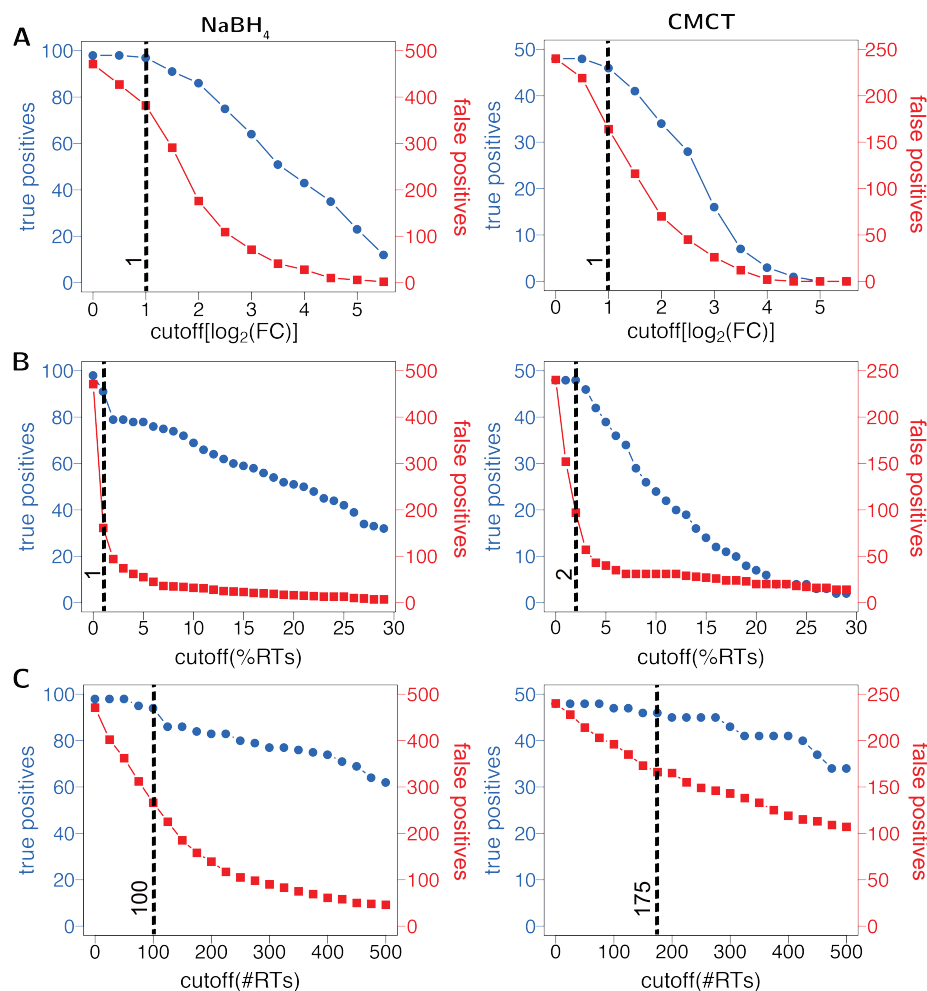 NaBH4
CMCT
A
100
80
60
40
20
0
true positives
500
400
300
200
100
0
false positives
1
0 1 2 3 4 5
cutoff[log2(FC)]
50
40
30
20
10
0
true positives
250
200
150
100
50
0
false positives
1
0 1 2 3 4 5
cutoff[log2(FC)]
B
100
80
60
40
20
0
true positives
500
400
300
200
100
0
false positives
1
0 5 10 15 20 25 30
cutoff(%RTs)
50
40
30
20
10
0
true positives
250
200
150
100
50
0
false positives
2
0 5 10 15 20 25 30
cutoff(%RTs)
C
100
80
60
40
20
0
true positives
500
400
300
200
100
0
false positives
100
0 100 200 300 400 500
cutoff(#RTs)
100
80
60
40
20
0
true positives
250
200
150
100
50
0
false positives
175
0 100 200 300 400 500
cutoff(#RTs)